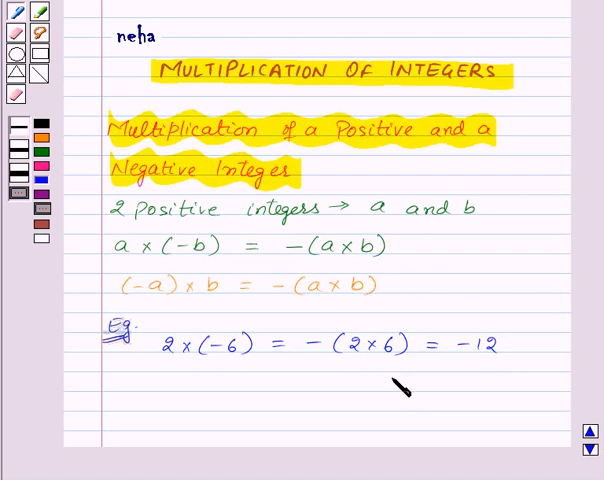 neha
MULTIPLICATION OF INTEGERS
Multiplication of a Positive and a
Negative Integer
2 Positive integers → a and b
a × (-b) = -(a × b)
(-a) × b = -(a × b)
Eg.
2 × (-6) = -(2 × 6) = -12